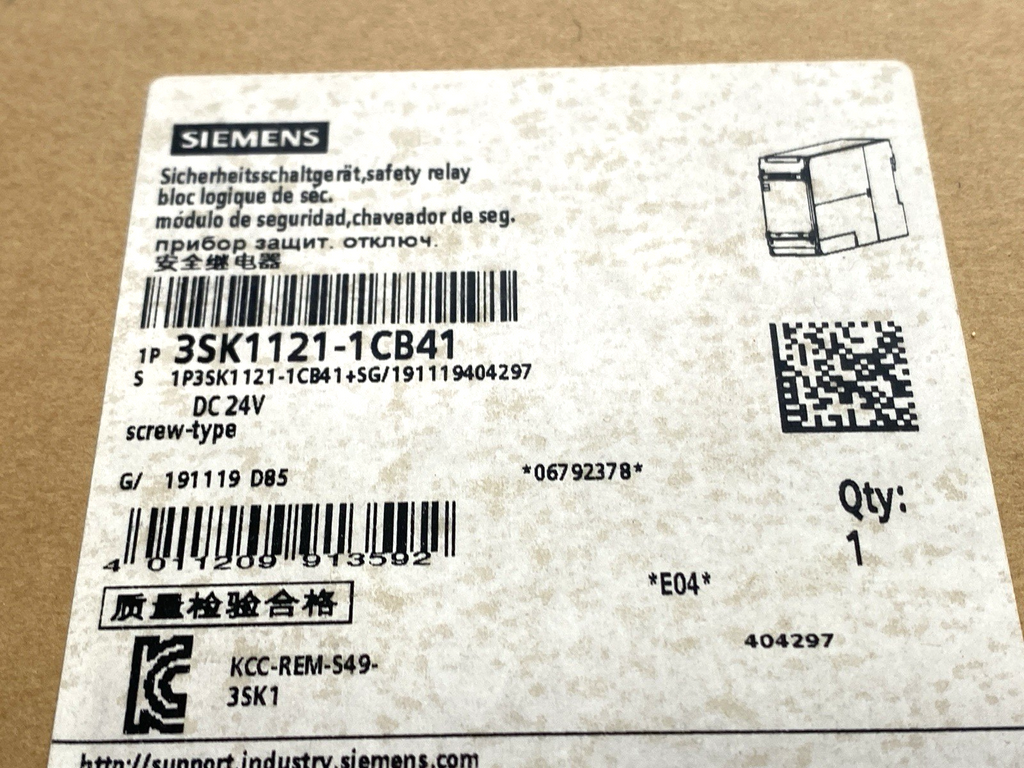 SIEMENS
Sicherheitsschaltgerät,safety relay
bloc logique de sec.
módulo de seguridad,chaveador de seg.
прибор защит. отключ.
安全继电器
1P 3SK1121-1CB41
S 1P3SK1121-1CB41+SG/191119404297
DC 24V
screw-type
G/ 191119 D85
*06792378*
Qty:
1
4 011209 913592
*E04*
质量检验合格
404297
KCC-REM-S49-
3SK1
http://support.industry.siemens.com